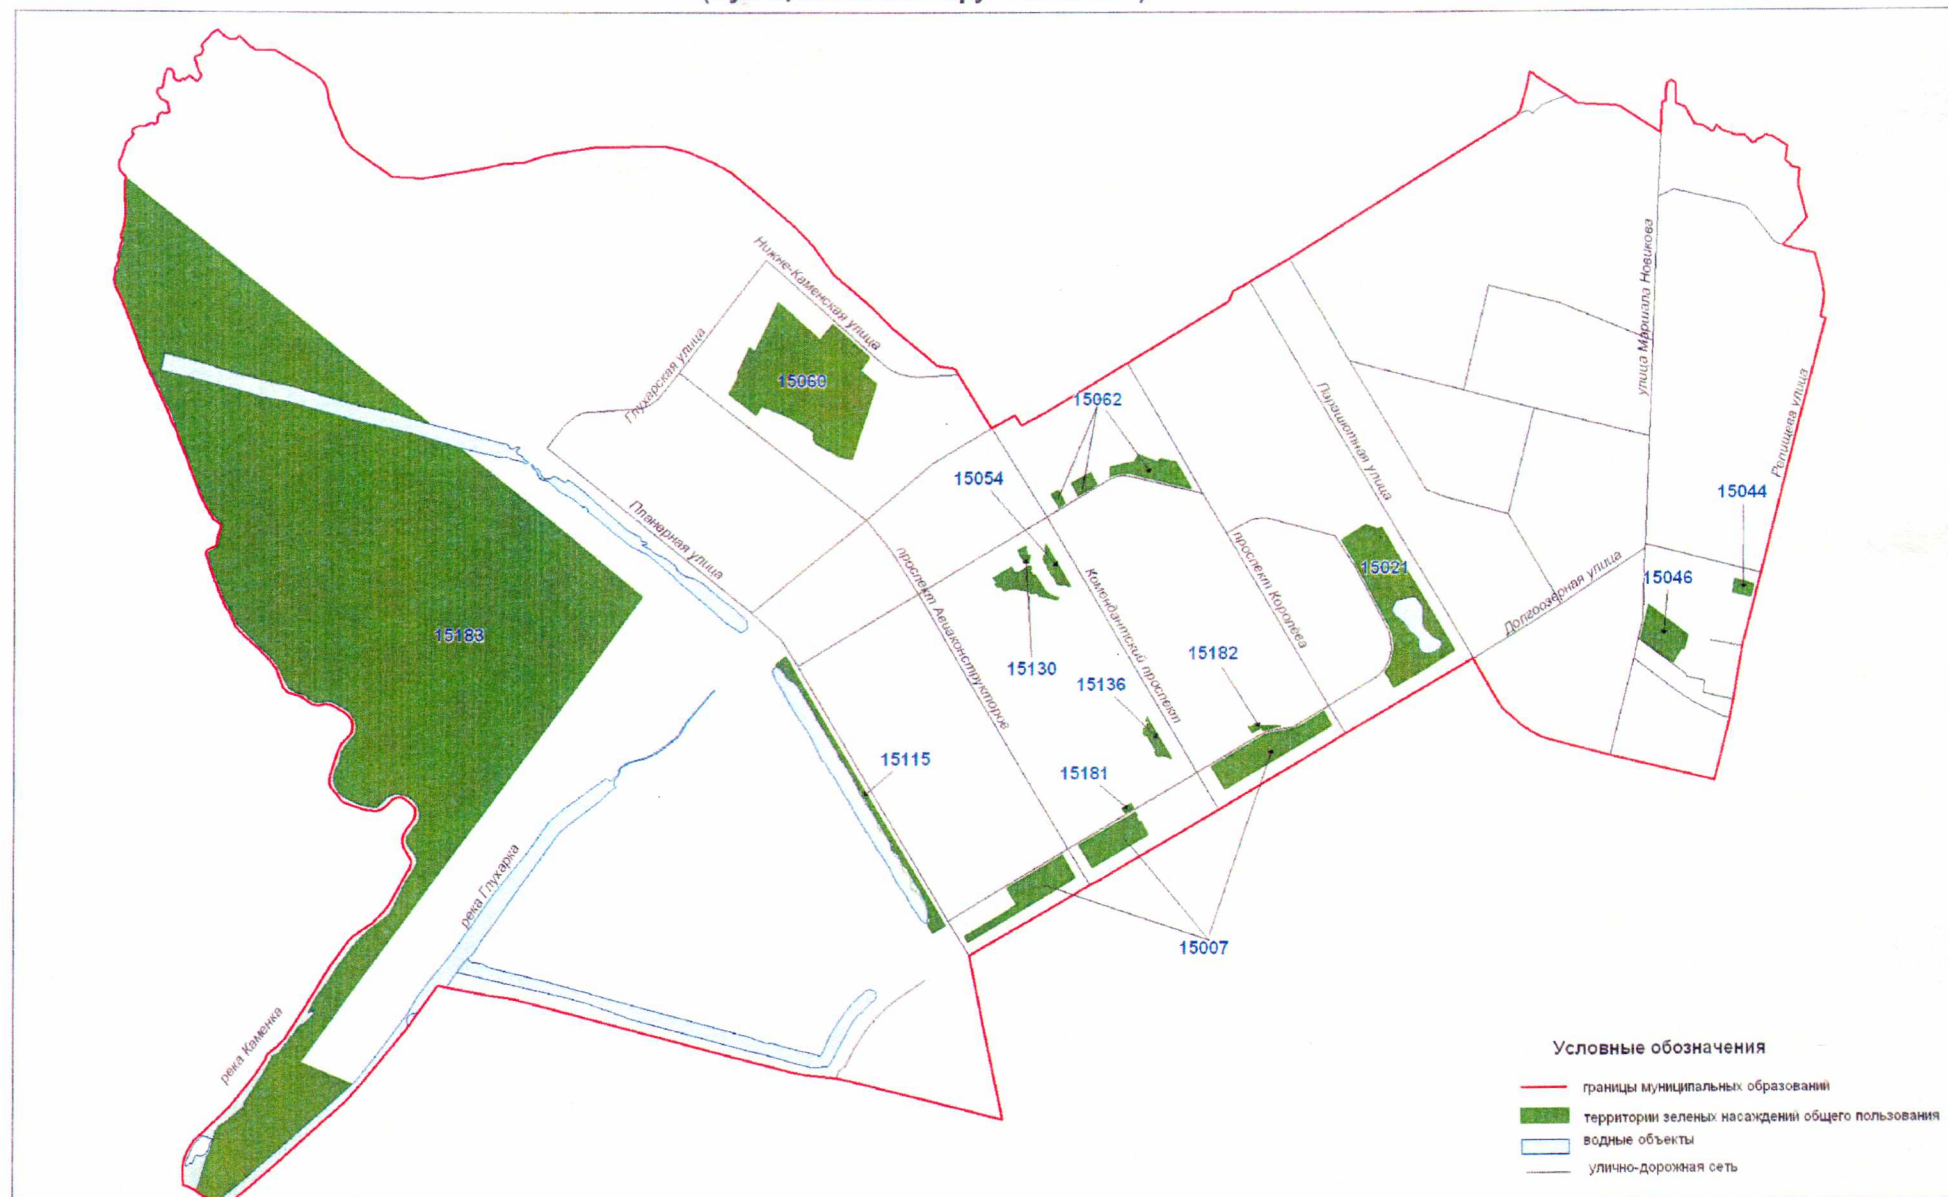 Нижне-Каменская улица
Глухарская улица
15060
15062
15054
Парашютная улица
улица Маршала Новикова
Репищева улица
15044
Планерная улица
проспект Авиаконструкторов
Комендантский проспект
проспект Королёва
15021
Долгоозёрная улица
15046
15183
15130
15136
15182
15115
15181
15007
река Глухарка
река Каменка
Условные обозначения
границы муниципальных образований
территории зеленых насаждений общего пользования
водные объекты
улично-дорожная сеть